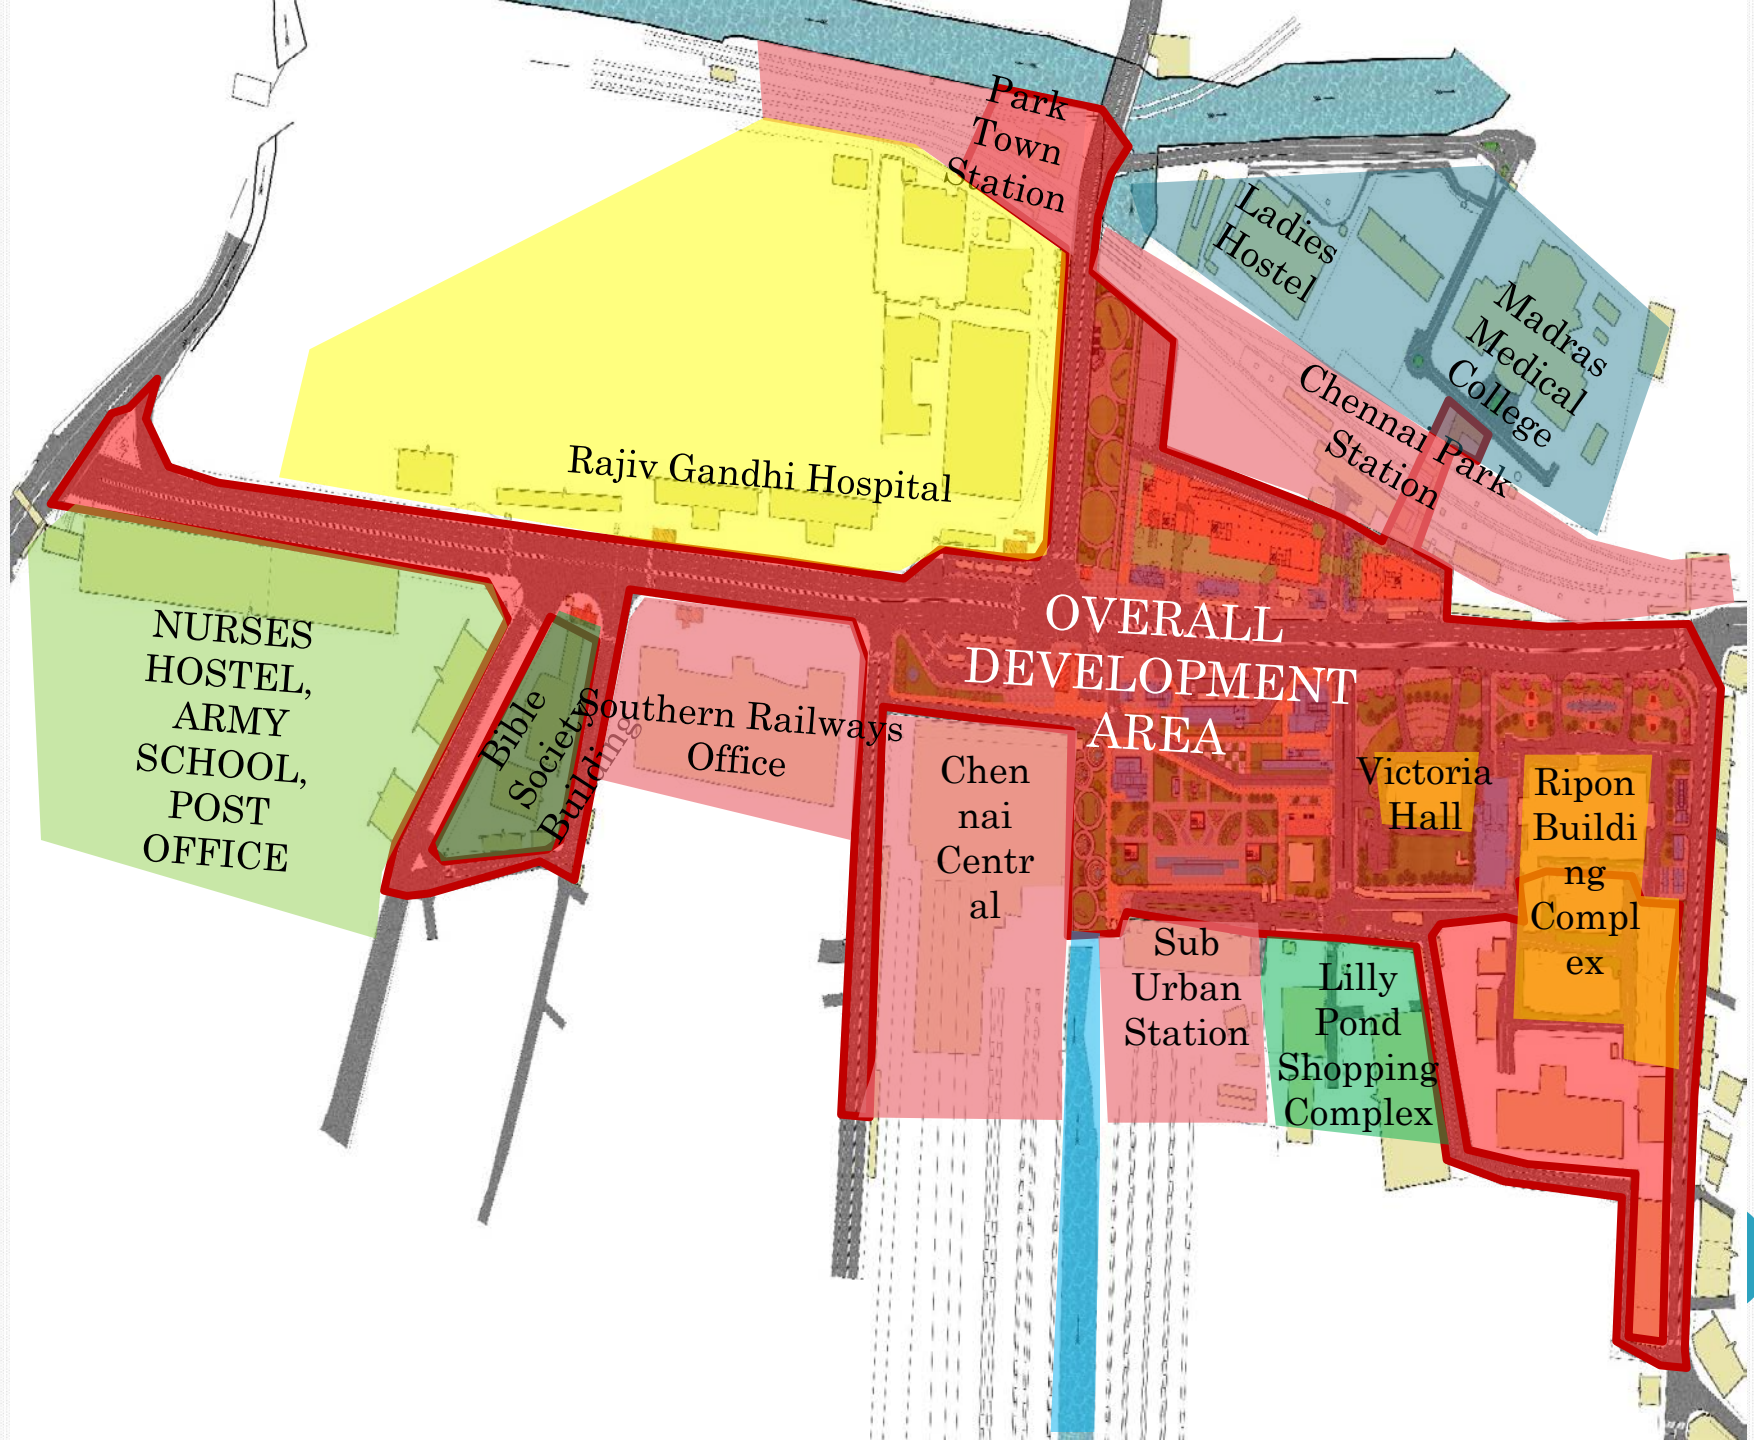 Park
Town
Station
Ladies
Hostel
Madras
Medical
College
Chennai Park
Station
Rajiv Gandhi Hospital
NURSES
HOSTEL,
ARMY
SCHOOL,
POST
OFFICE
Bible
Societys
Building
Southern Railways
Office
OVERALL
DEVELOPMENT
AREA
Chen
nai
Centr
al
Victoria
Hall
Ripon
Buildi
ng
Compl
ex
Sub
Urban
Station
Lilly
Pond
Shopping
Complex